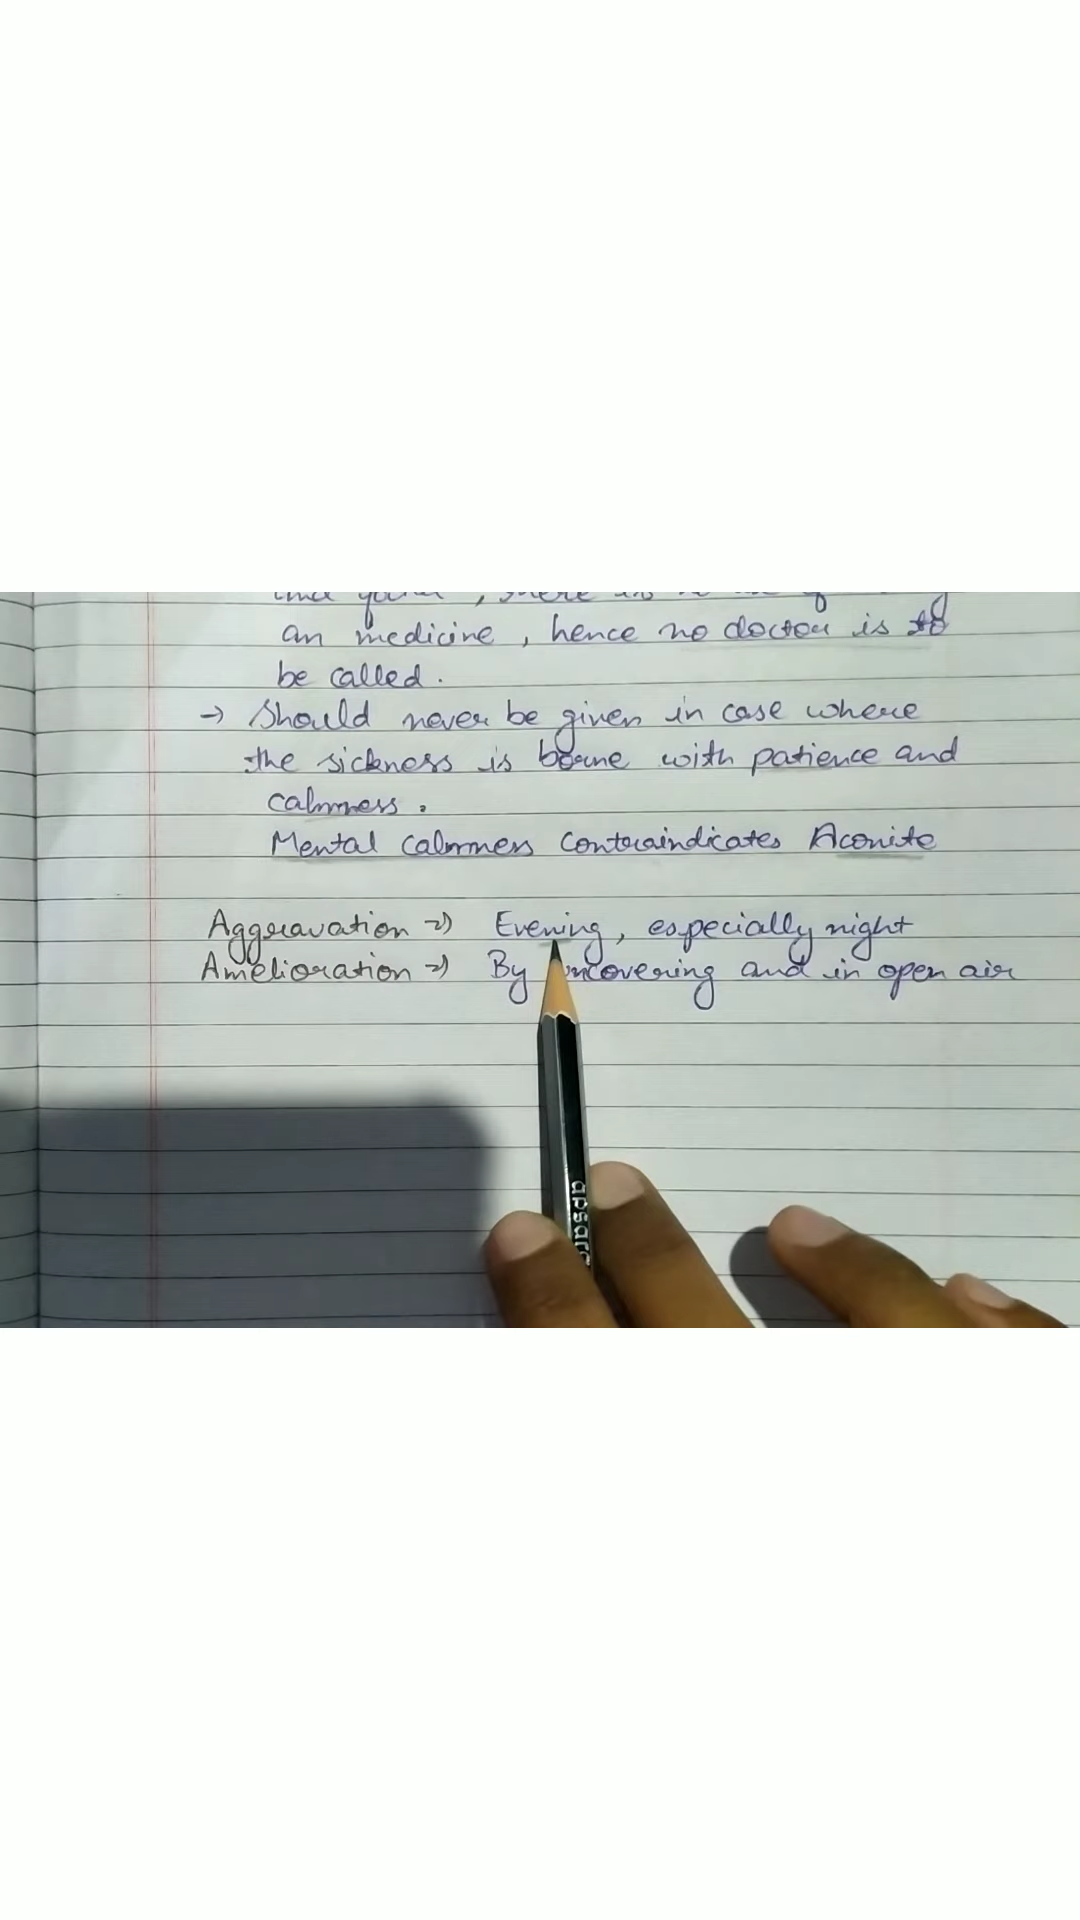 an medicine, hence no doctor is to
be called.
→ Should never be given in case where
the sickness is borne with patience and
calmness.
Mental calmness contraindicates Aconite
Aggravation ⇒ Evening, especially night
Amelioration ⇒ By uncovering and in open air
apsara